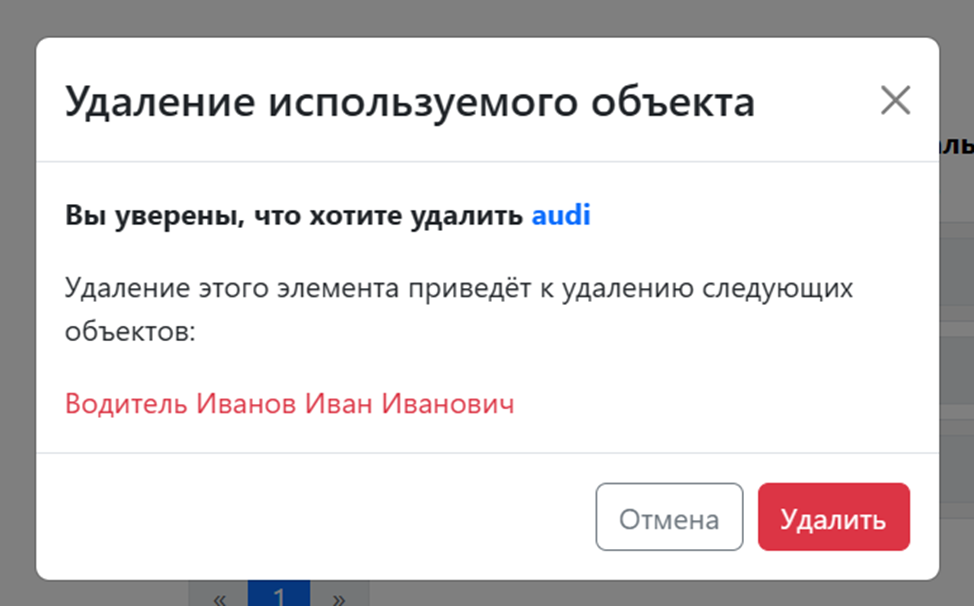 Удаление используемого объекта
Вы уверены, что хотите удалить audi
Удаление этого элемента приведёт к удалению следующих
объектов:
Водитель Иванов Иван Иванович
Отмена
Удалить
« 1 »